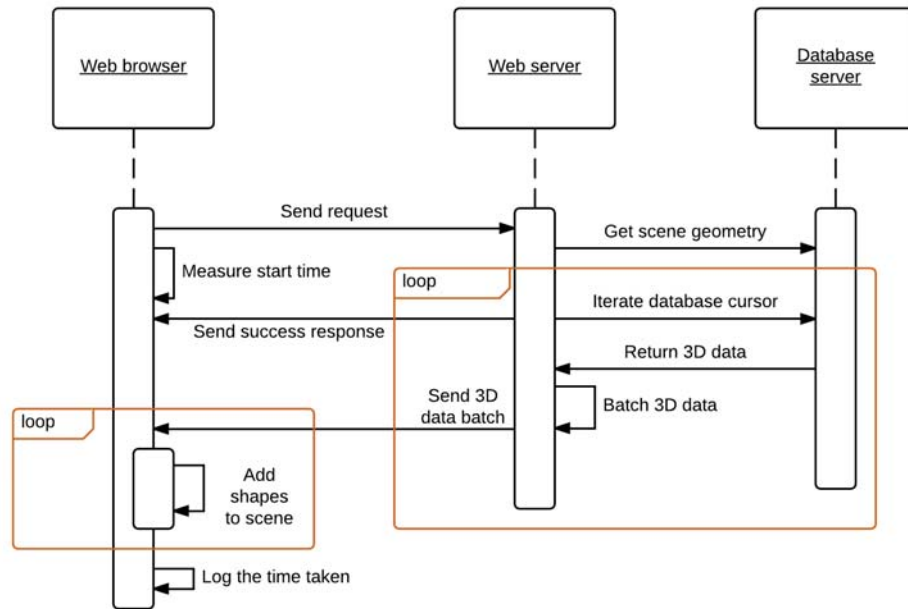 Web browser
Web server
Database
server
Send request
Get scene geometry
Measure start time
loop
Iterate database cursor
Send success response
Return 3D data
Send 3D
data batch
Batch 3D data
loop
Add
shapes
to scene
Log the time taken